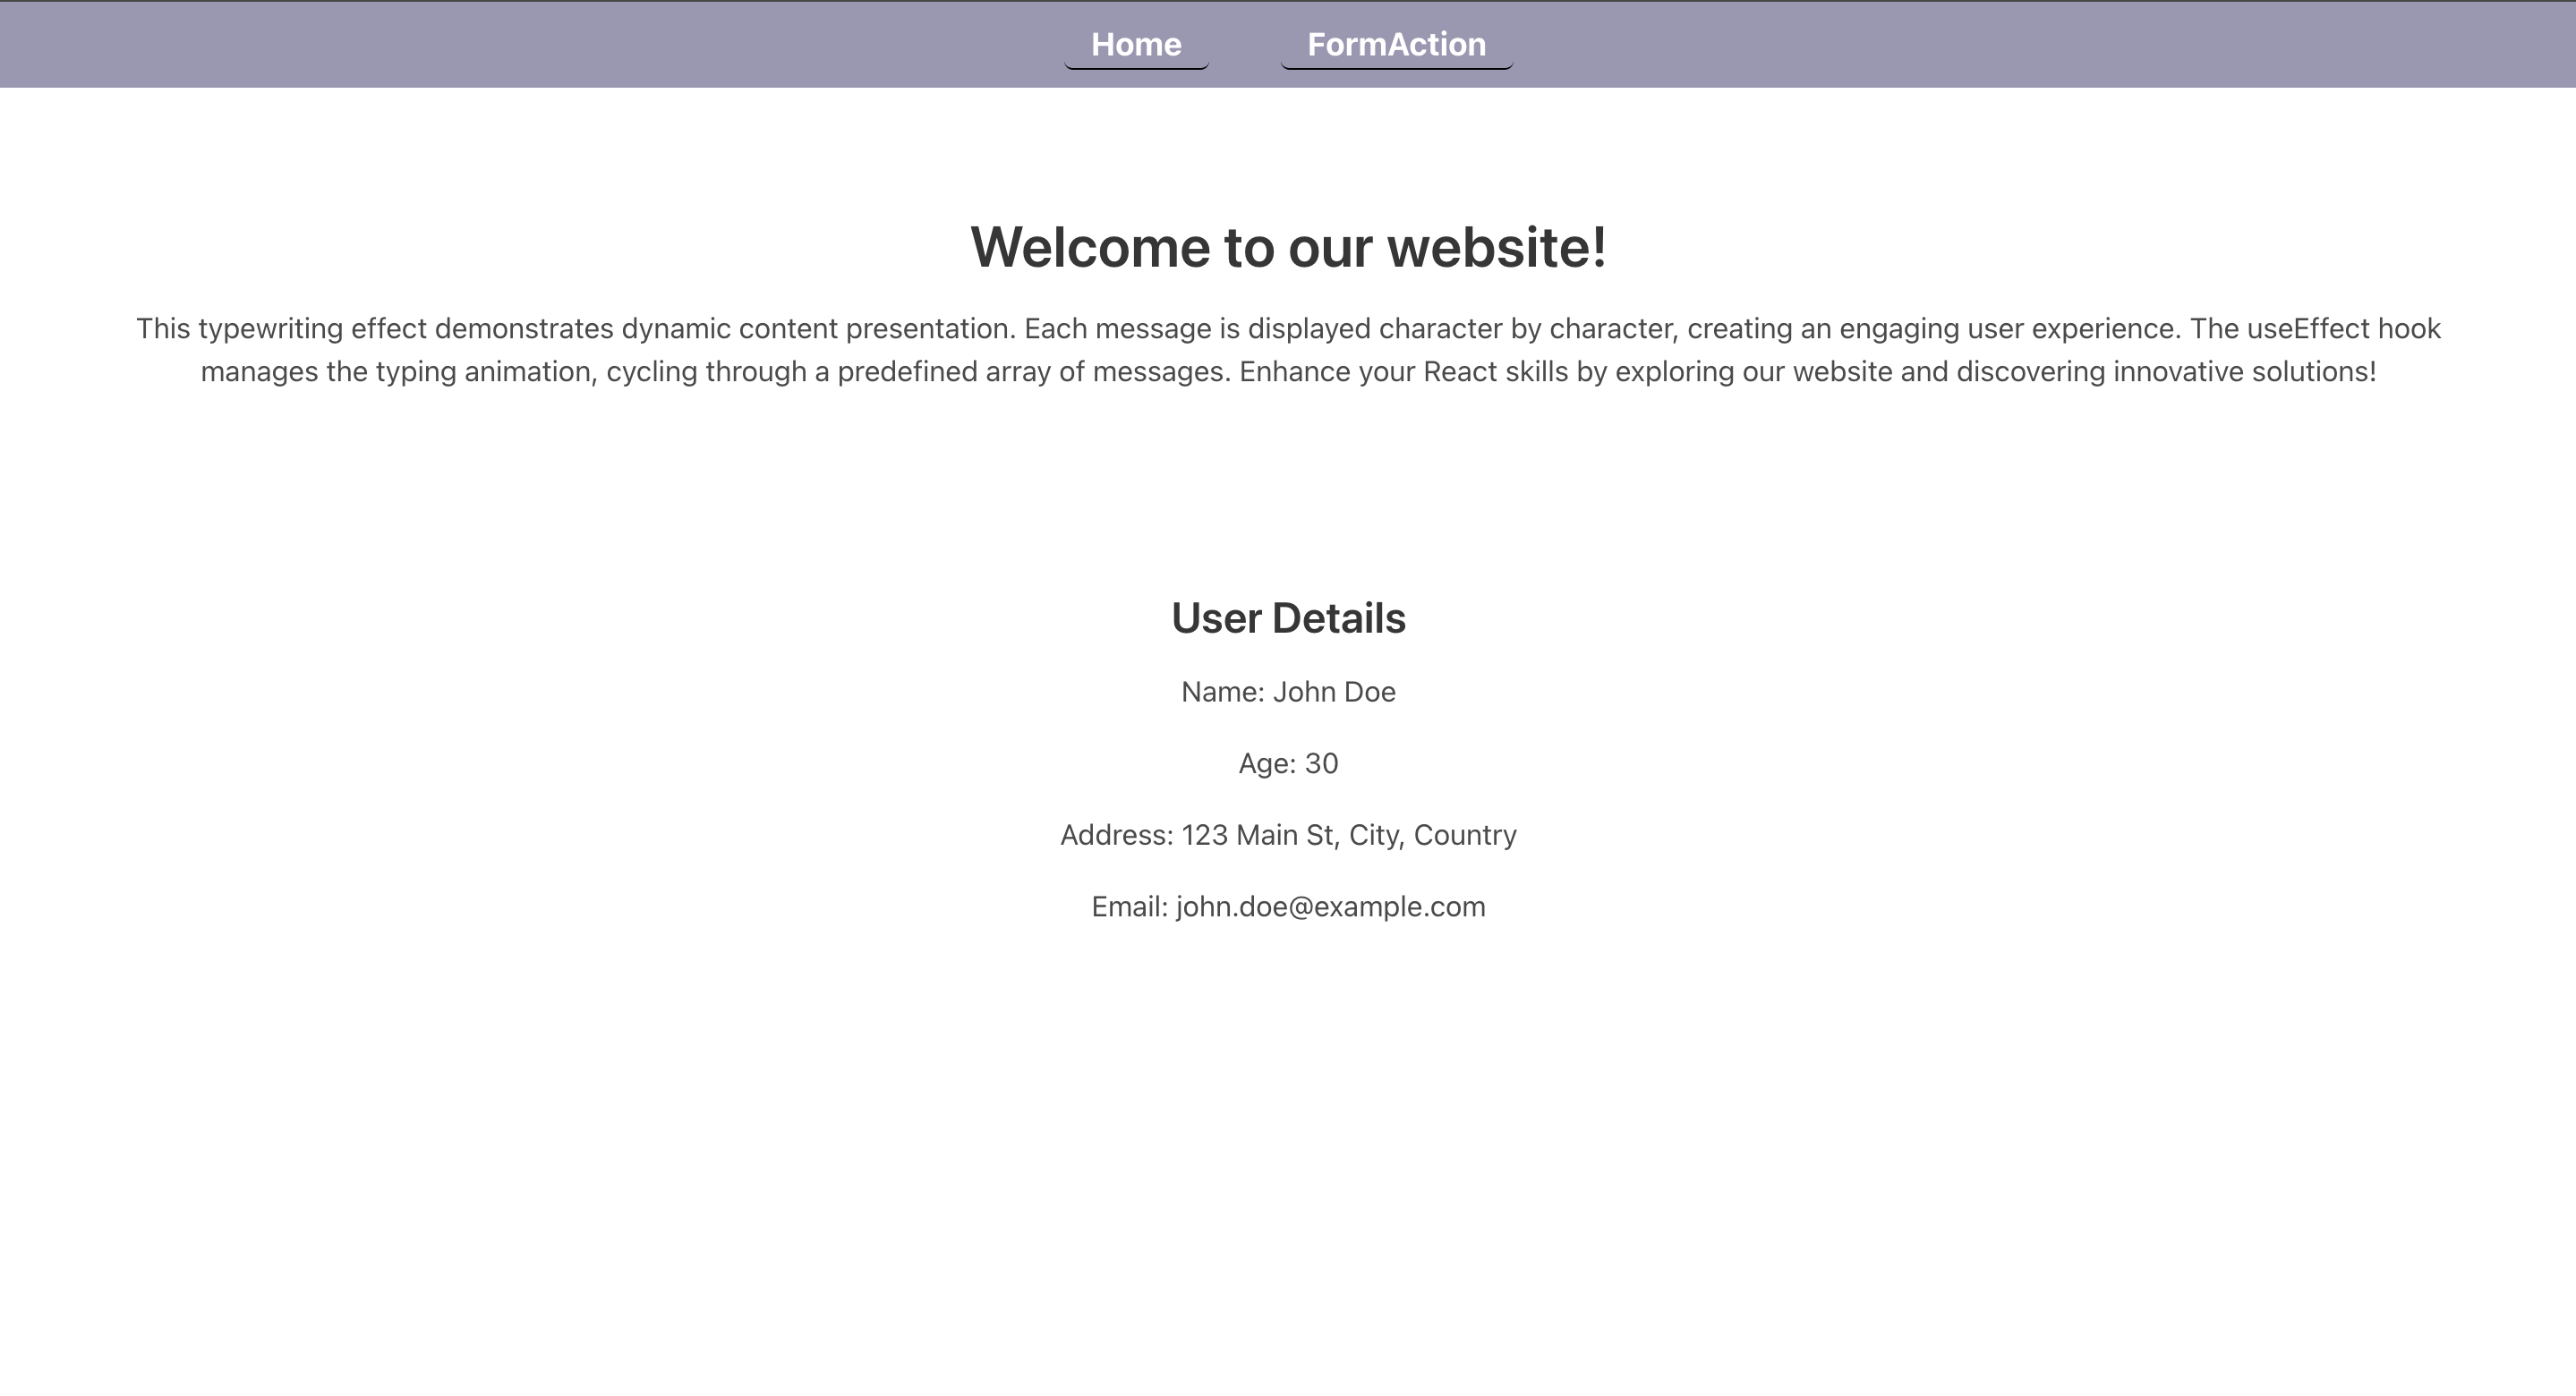 Home FormAction
Welcome to our website!
This typewriting effect demonstrates dynamic content presentation. Each message is displayed character by character, creating an engaging user experience. The useEffect hook
manages the typing animation, cycling through a predefined array of messages. Enhance your React skills by exploring our website and discovering innovative solutions!
User Details
Name: John Doe
Age: 30
Address: 123 Main St, City, Country
Email: john.doe@example.com